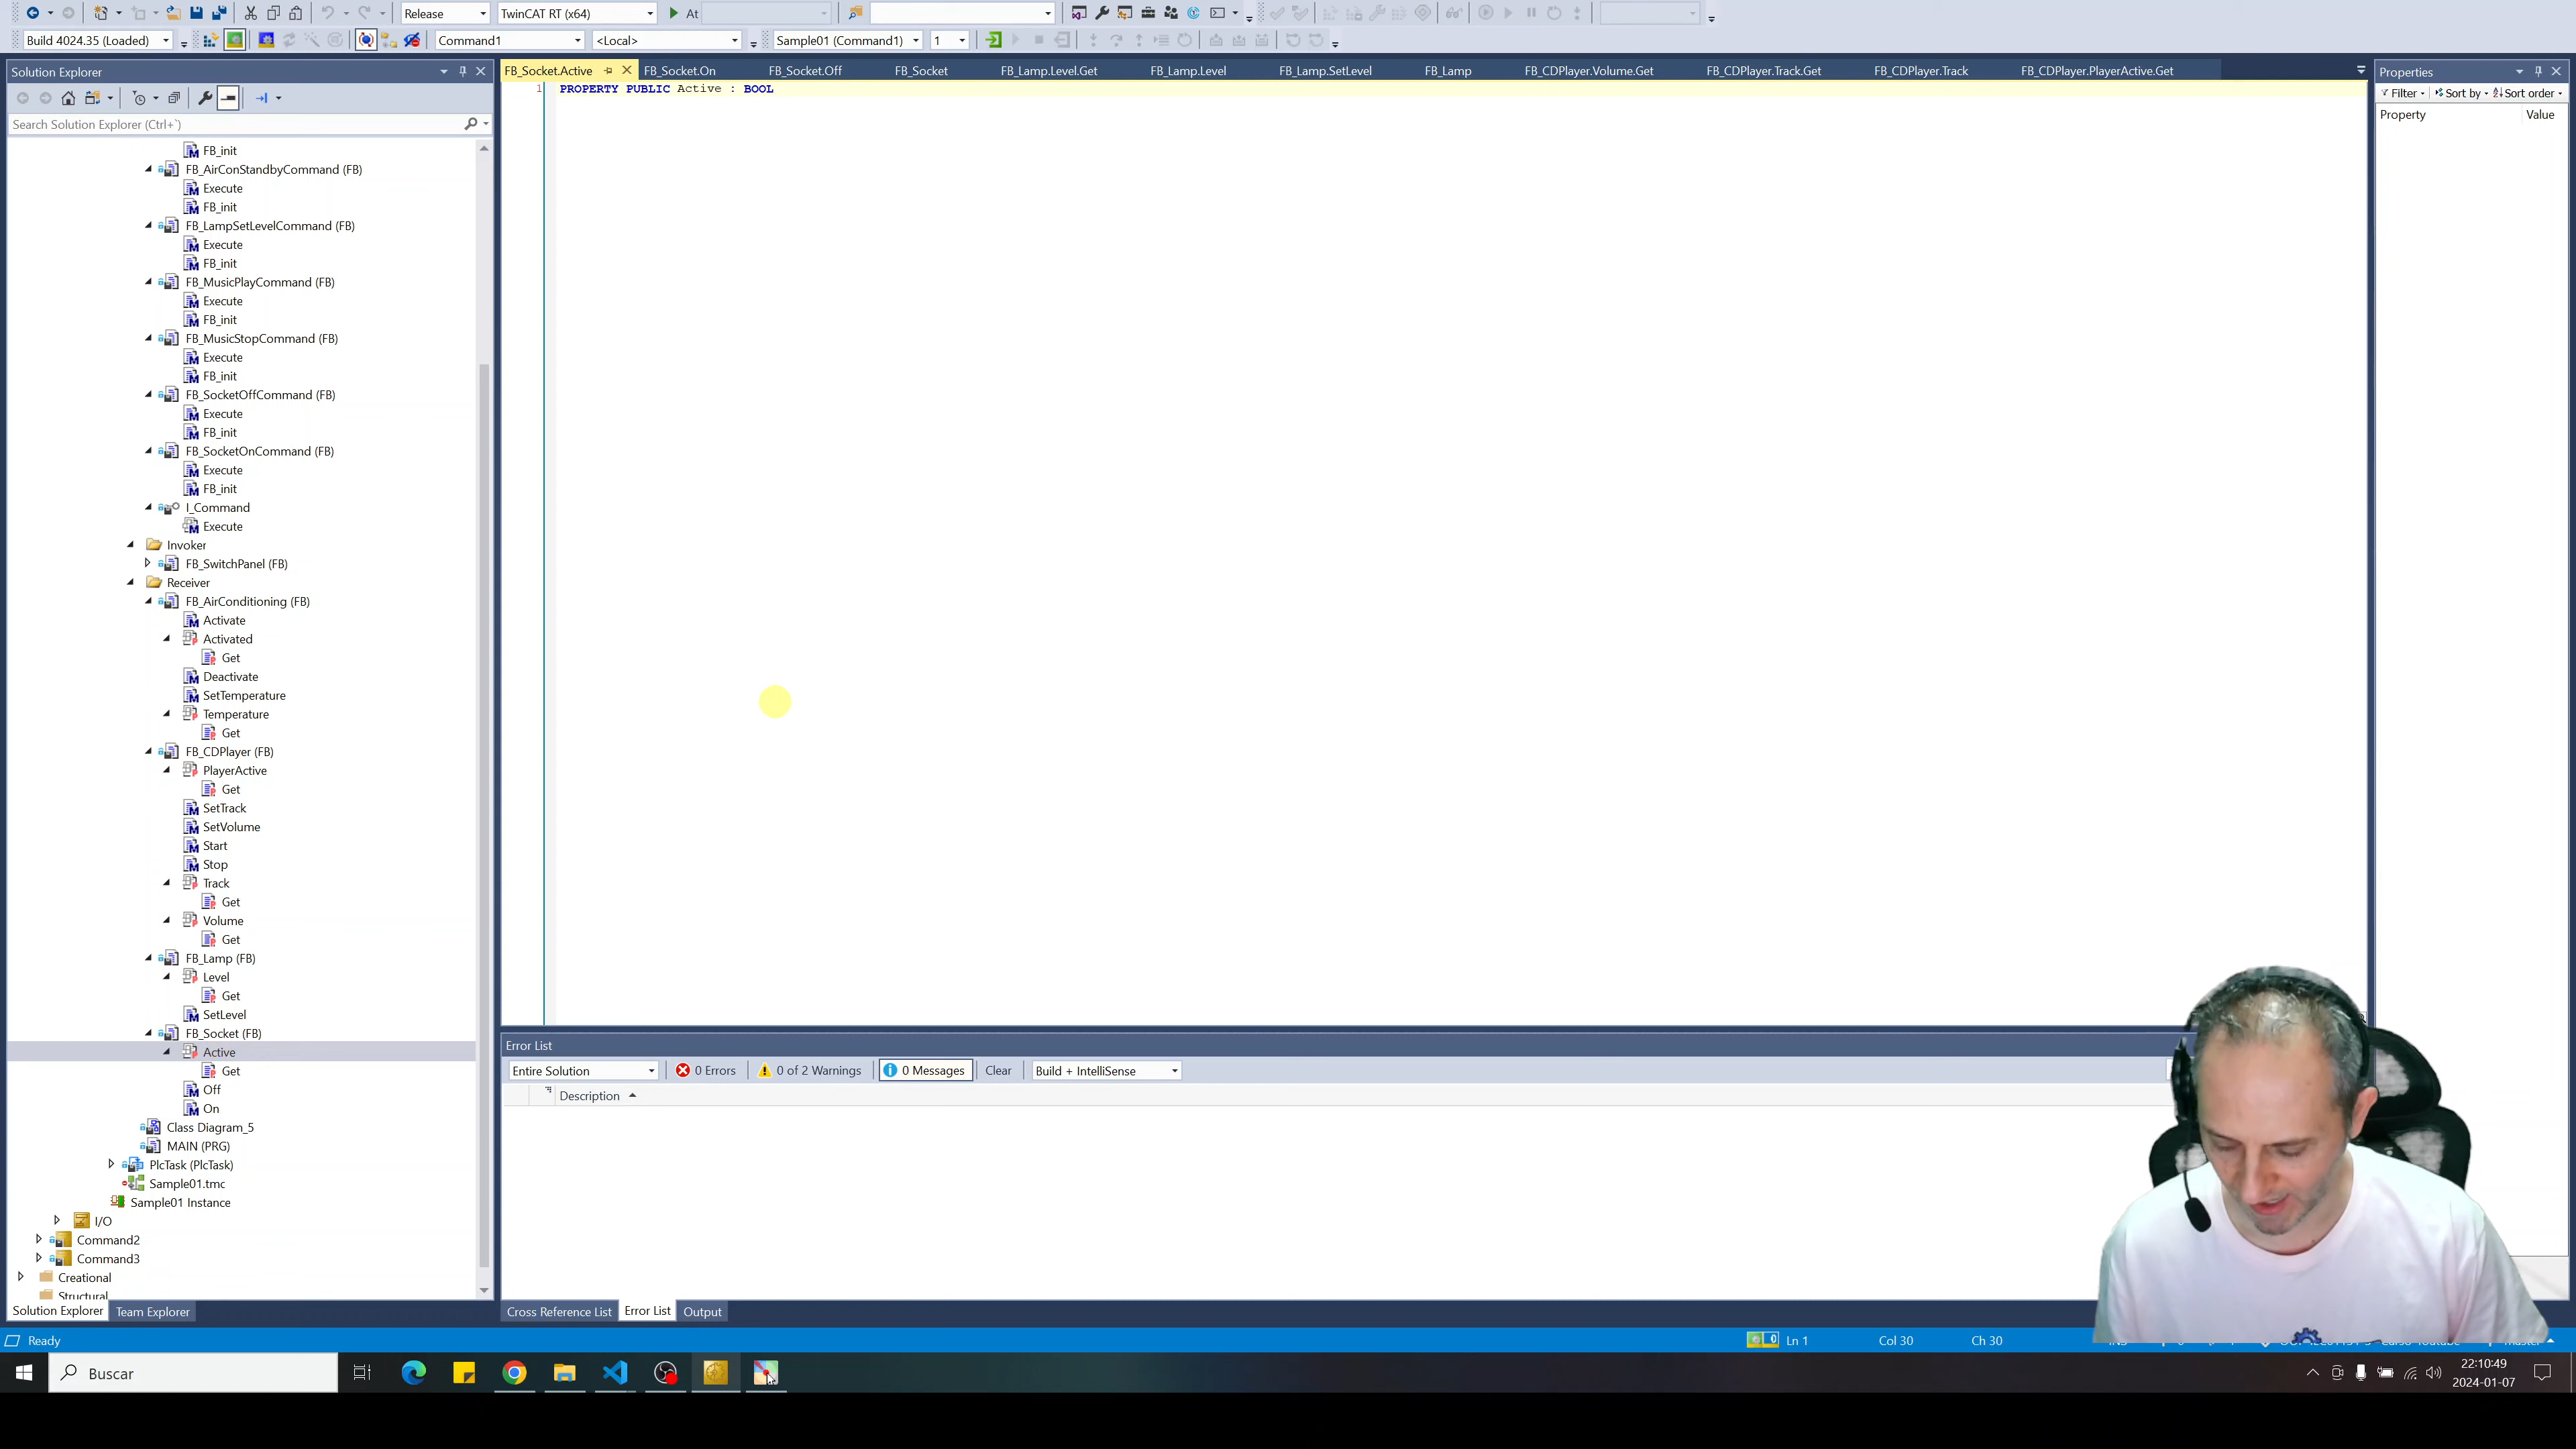 Release
TwinCAT RT (x64)
At
Build 4024.35 (Loaded)
Command1
<Local>
Sample01 (Command1)
1
Solution Explorer
Search Solution Explorer (Ctrl+`)
FB_init
FB_AirConStandbyCommand (FB)
Execute
FB_init
FB_LampSetLevelCommand (FB)
Execute
FB_init
FB_MusicPlayCommand (FB)
Execute
FB_init
FB_MusicStopCommand (FB)
Execute
FB_init
FB_SocketOffCommand (FB)
Execute
FB_init
FB_SocketOnCommand (FB)
Execute
FB_init
I_Command
Execute
Invoker
FB_SwitchPanel (FB)
Receiver
FB_AirConditioning (FB)
Activate
Activated
Get
Deactivate
SetTemperature
Temperature
Get
FB_CDPlayer (FB)
PlayerActive
Get
SetTrack
SetVolume
Start
Stop
Track
Get
Volume
Get
FB_Lamp (FB)
Level
Get
SetLevel
FB_Socket (FB)
Active
Get
Off
On
Class Diagram_5
MAIN (PRG)
PlcTask (PlcTask)
Sample01.tmc
Sample01 Instance
I/O
Command2
Command3
Creational
Structural
Solution Explorer Team Explorer
FB_Socket.Active FB_Socket.On FB_Socket.Off FB_Socket FB_Lamp.Level.Get FB_Lamp.Level FB_Lamp.SetLevel FB_Lamp FB_CDPlayer.Volume.Get FB_CDPlayer.Track.Get FB_CDPlayer.Track FB_CDPlayer.PlayerActive.Get
1 PROPERTY PUBLIC Active : BOOL
Error List
Entire Solution
0 Errors
0 of 2 Warnings
0 Messages
Clear
Build + IntelliSense
Description
Cross Reference List Error List Output
Properties
Filter Sort by Sort order
Property Value
Ready
0
Ln 1
Col 30
Ch 30
Buscar
22:10:49
2024-01-07